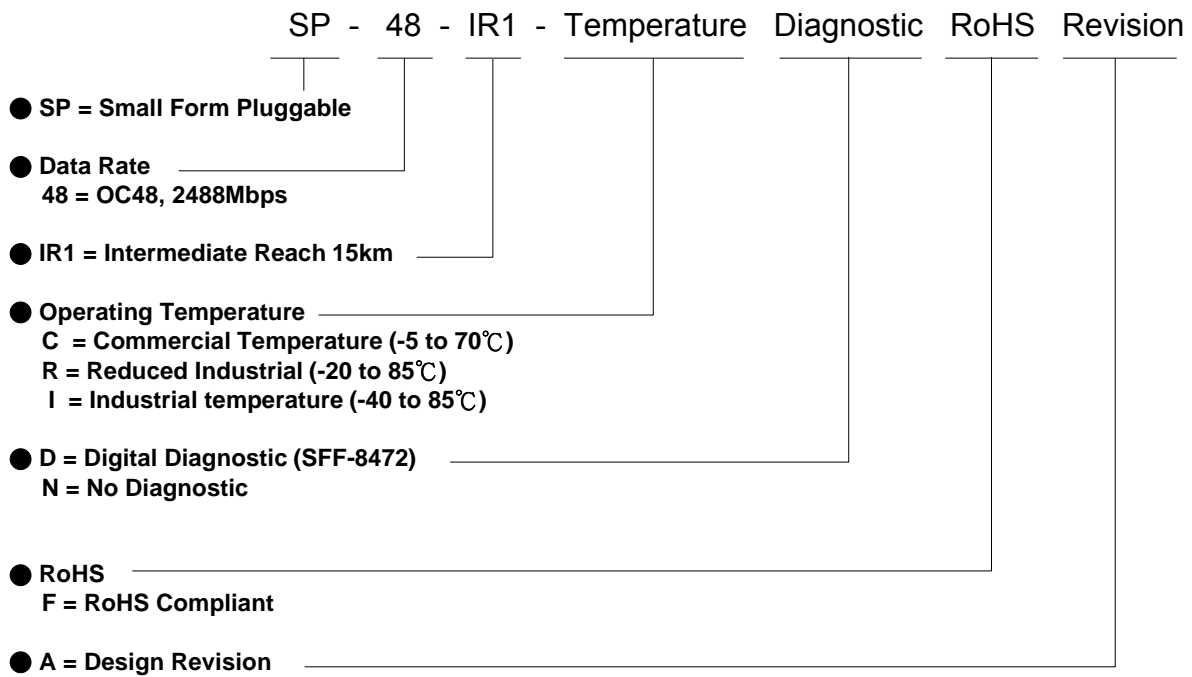 SP - 48 - IR1 - Temperature Diagnostic RoHS Revision
● SP = Small Form Pluggable
● Data Rate
48 = OC48, 2488Mbps
● IR1 = Intermediate Reach 15km
● Operating Temperature
C = Commercial Temperature (-5 to 70℃)
R = Reduced Industrial (-20 to 85℃)
I = Industrial temperature (-40 to 85℃)
● D = Digital Diagnostic (SFF-8472)
N = No Diagnostic
● RoHS
F = RoHS Compliant
● A = Design Revision